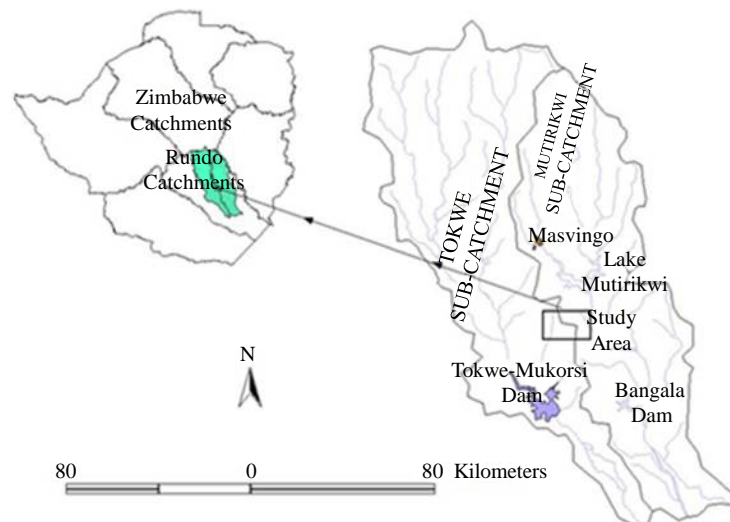 Zimbabwe
Catchments
Rundo
Catchments
TOKWE
SUB-CATCHMENT
MUTIRIKWI
SUB-CATCHMENT
Masvingo
Lake
Mutirikwi
Study
Area
Tokwe-Mukorsi
Dam
Bangala
Dam
N
80 0 80 Kilometers